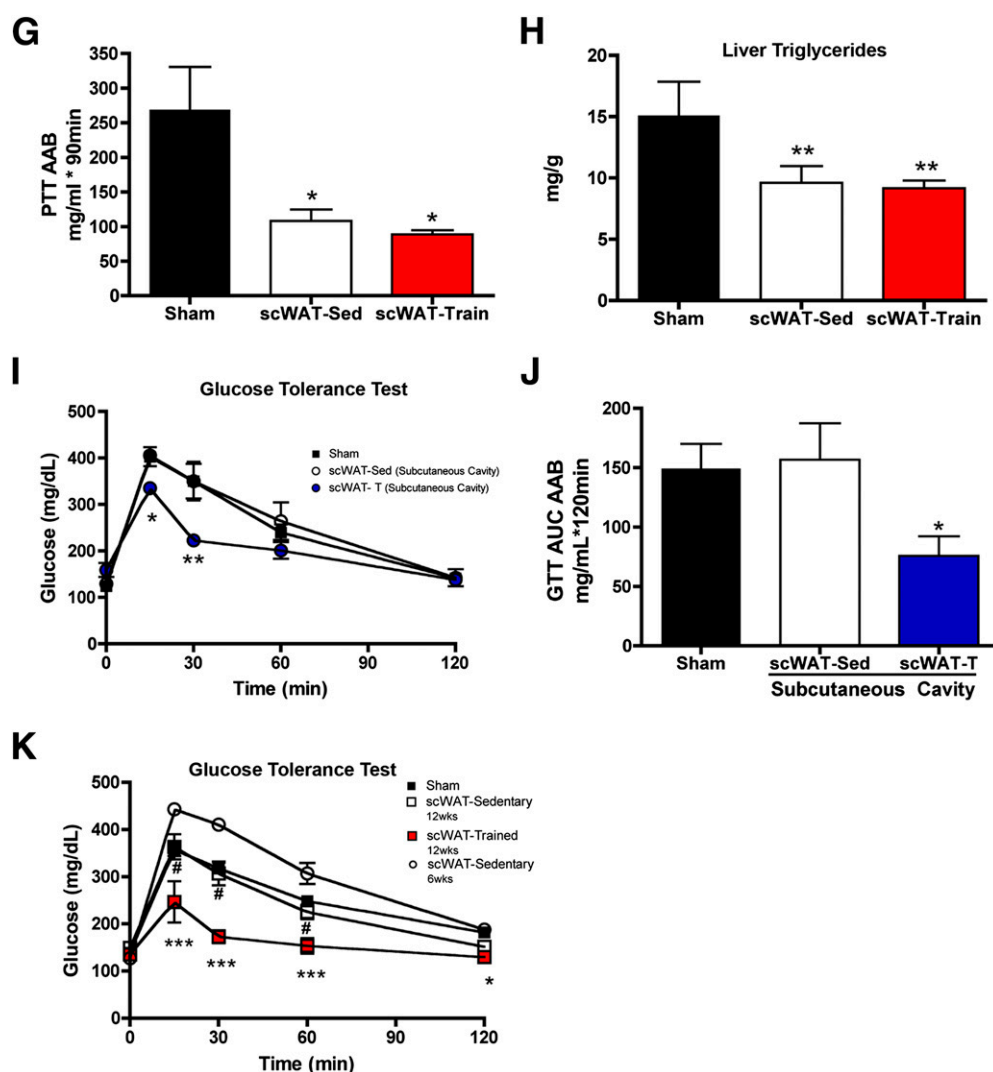 G
PTT AAB
mg/ml * 90min
350
300
250
200
150
100
50
0
*
*
Sham
scWAT-Sed
scWAT-Train
H
Liver Triglycerides
mg/g
20
15
10
5
0
**
**
Sham
scWAT-Sed
scWAT-Train
I
Glucose Tolerance Test
Glucose (mg/dL)
500
400
300
200
100
0
Sham
scWAT-Sed (Subcutaneous Cavity)
scWAT- T (Subcutaneous Cavity)
*
**
0
30
60
90
120
Time (min)
J
GTT AUC AAB
mg/mL*120min
200
150
100
50
0
*
Sham
scWAT-Sed
scWAT-T
Subcutaneous Cavity
K
Glucose Tolerance Test
Glucose (mg/dL)
500
400
300
200
100
0
Sham
scWAT-Sedentary
12wks
scWAT-Trained
12wks
scWAT-Sedentary
6wks
#
#
#
***
***
***
*
0
30
60
90
120
Time (min)